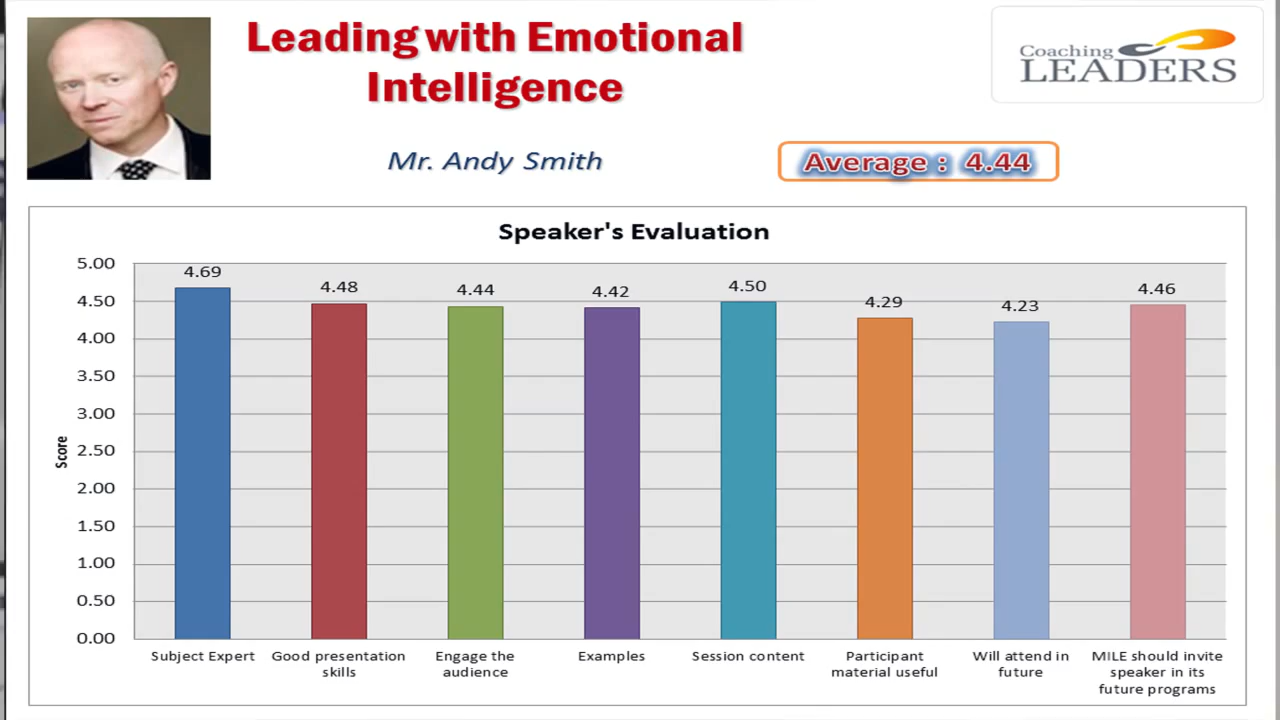 Leading with Emotional
Intelligence
Coaching
LEADERS
Mr. Andy Smith
Average : 4.44
Speaker's Evaluation
5.00
4.50
4.00
3.50
3.00
2.50
2.00
1.50
1.00
0.50
0.00
Score
4.69
4.48
4.44
4.42
4.50
4.29
4.23
4.46
Subject Expert
Good presentation
skills
Engage the
audience
Examples
Session content
Participant
material useful
Will attend in
future
MILE should invite
speaker in its
future programs